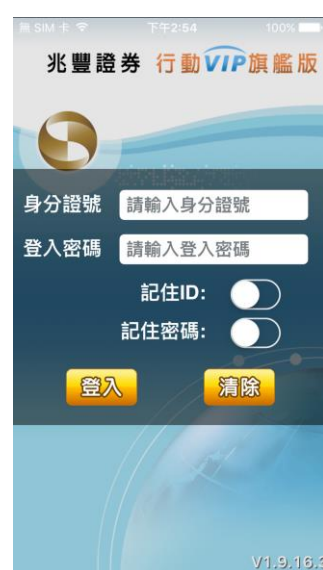 無 SIM 卡 下午2:54 100%
兆豐證券 行動VIP旗艦版
身分證號 請輸入身分證號
登入密碼 請輸入登入密碼
記住ID:
記住密碼:
登入 清除
V1.9.16.3